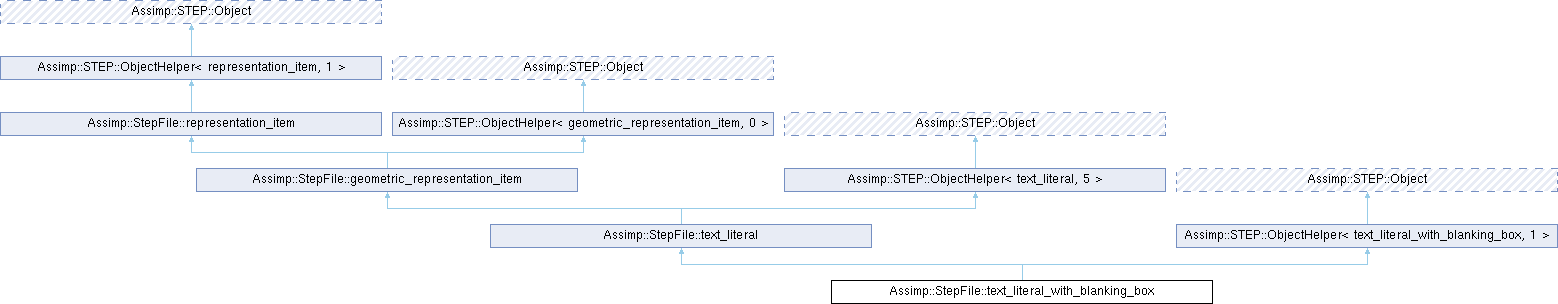 Assimp::STEP::Object
Assimp::STEP::ObjectHelper< representation_item, 1 >
Assimp::STEP::Object
Assimp::StepFile::representation_item
Assimp::STEP::ObjectHelper< geometric_representation_item, 0 >
Assimp::STEP::Object
Assimp::StepFile::geometric_representation_item
Assimp::STEP::ObjectHelper< text_literal, 5 >
Assimp::STEP::Object
Assimp::StepFile::text_literal
Assimp::STEP::ObjectHelper< text_literal_with_blanking_box, 1 >
Assimp::StepFile::text_literal_with_blanking_box